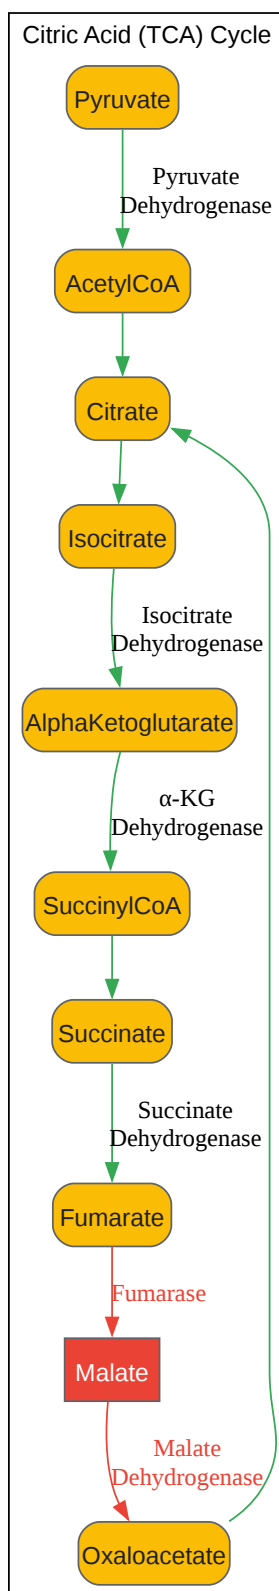 Citric Acid (TCA) Cycle
Pyruvate
Pyruvate
Dehydrogenase
AcetylCoA
Citrate
Isocitrate
Isocitrate
Dehydrogenase
AlphaKetoglutarate
α-KG
Dehydrogenase
SuccinylCoA
Succinate
Succinate
Dehydrogenase
Fumarate
Fumarase
Malate
Malate
Dehydrogenase
Oxaloacetate